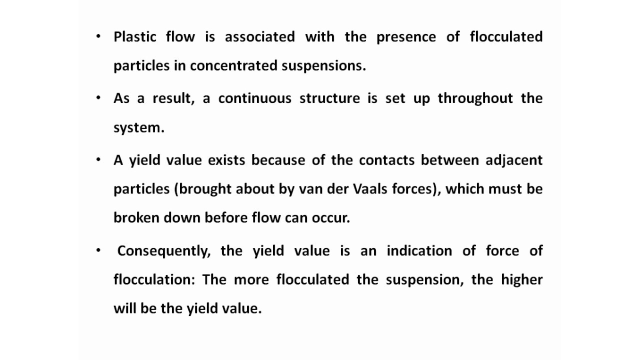 • Plastic flow is associated with the presence of flocculated
particles in concentrated suspensions.
• As a result, a continuous structure is set up throughout the
system.
• A yield value exists because of the contacts between adjacent
particles (brought about by van der Vaals forces), which must be
broken down before flow can occur.
• Consequently, the yield value is an indication of force of
flocculation: The more flocculated the suspension, the higher
will be the yield value.